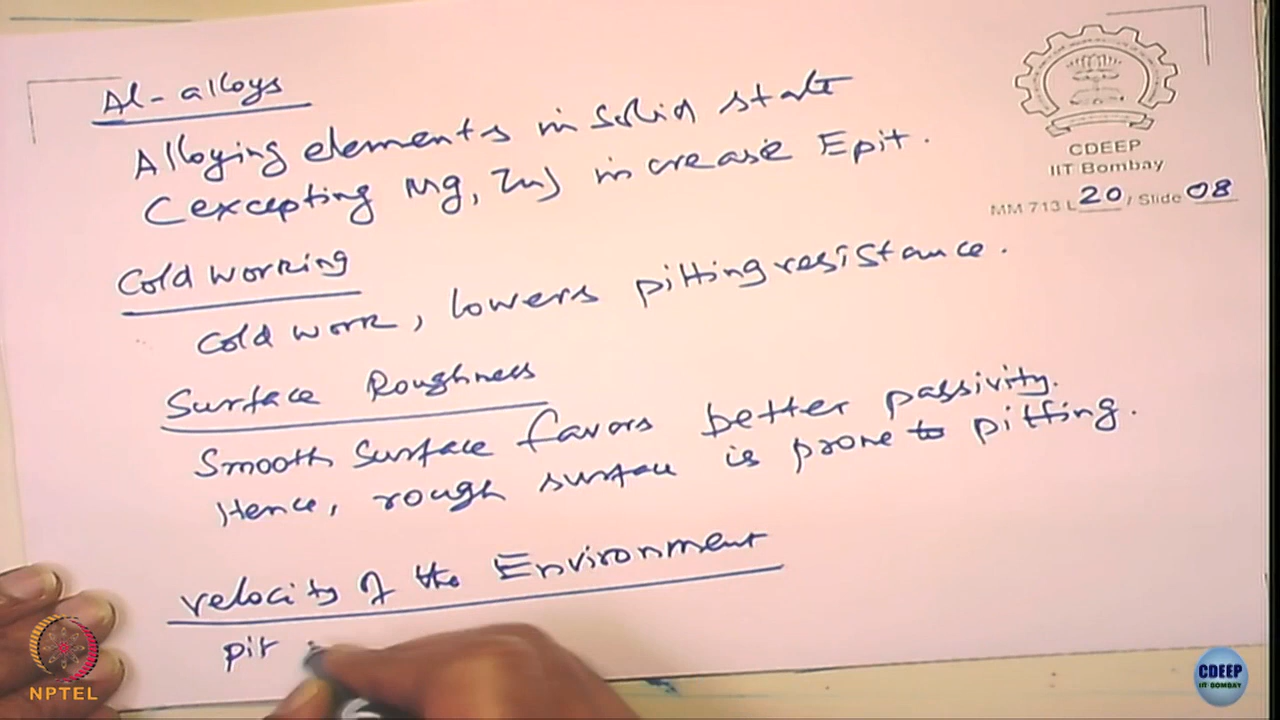 Al-alloys
Alloying elements in solid state
(excepting Mg, Zn) increase Epit.
Cold working
Cold work, lowers pitting resistance.
Surface Roughness
Smooth surface favors better passivity.
Hence, rough surface is prone to pitting.
velocity of the Environment
pit
CDEEP
IIT Bombay
MM 713 L 20 / Slide 08
NPTEL
CDEEP
IIT BOMBAY